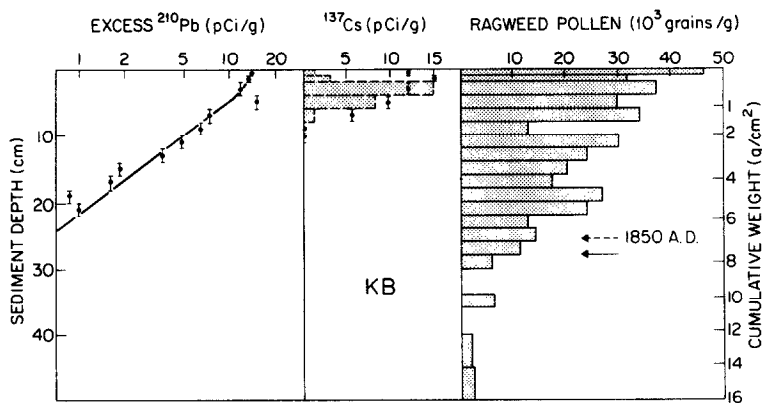 EXCESS ²¹⁰Pb (pCi/g) ¹³⁷Cs (pCi/g) RAGWEED POLLEN (10³ grains/g)
1 2 5 10 20 5 10 15 10 20 30 40 50
SEDIMENT DEPTH (cm)
10
20
30
40
KB
1850 A.D.
1
2
4
6
8
10
12
14
16
CUMULATIVE WEIGHT (g/cm²)